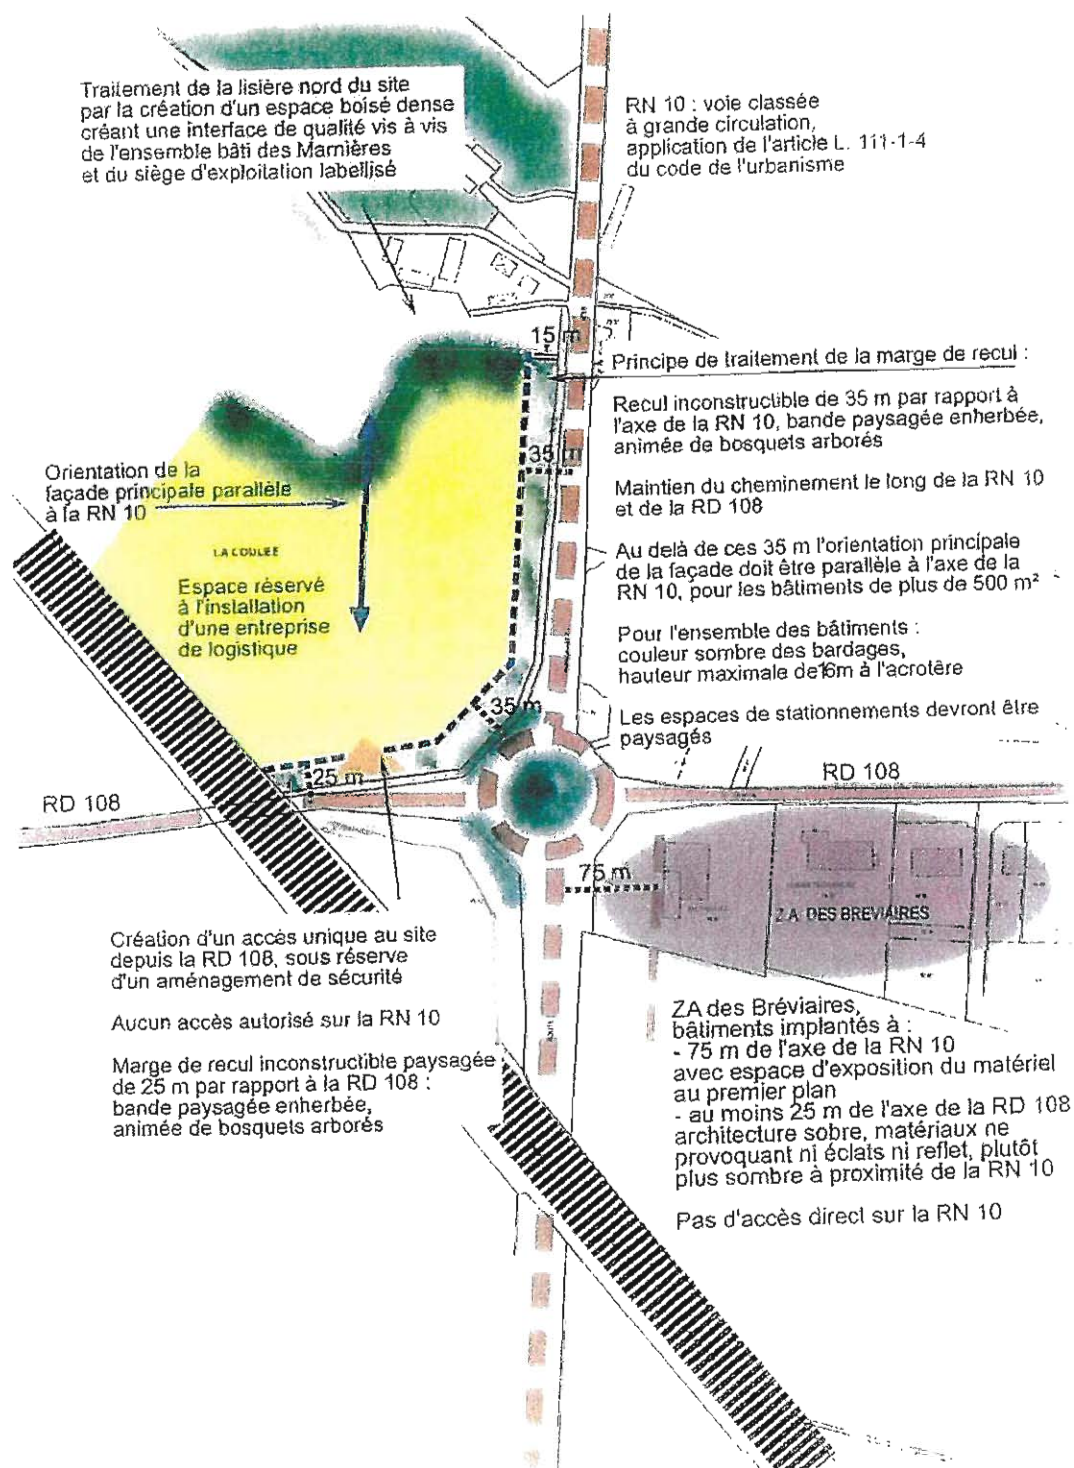 Traitement de la lisière nord du site
par la création d'un espace boisé dense
créant une interface de qualité vis à vis
de l'ensemble bâti des Marnières
et du siège d'exploitation labellisé
RN 10 : voie classée
à grande circulation,
application de l'article L. 111-1-4
du code de l'urbanisme
15 m
Principe de traitement de la marge de recul :
Recul inconstructible de 35 m par rapport à
l'axe de la RN 10, bande paysagée enherbée,
animée de bosquets arborés
35 m
Maintien du cheminement le long de la RN 10
et de la RD 108
Orientation de la
façade principale parallèle
à la RN 10
LA COULEE
Espace réservé
à l'installation
d'une entreprise
de logistique
Au delà de ces 35 m l'orientation principale
de la façade doit être parallèle à l'axe de la
RN 10, pour les bâtiments de plus de 500 m²
Pour l'ensemble des bâtiments :
couleur sombre des bardages,
hauteur maximale de16m à l'acrotère
35 m
Les espaces de stationnements devront être
paysagés
25 m
RD 108
RD 108
75 m
Z.A. DES BREVIAIRES
Création d'un accès unique au site
depuis la RD 108, sous réserve
d'un aménagement de sécurité
Aucun accès autorisé sur la RN 10
Marge de recul inconstructible paysagée
de 25 m par rapport à la RD 108 :
bande paysagée enherbée,
animée de bosquets arborés
ZA des Bréviaires,
bâtiments implantés à :
- 75 m de l'axe de la RN 10
avec espace d'exposition du matériel
au premier plan
- au moins 25 m de l'axe de la RD 108
architecture sobre, matériaux ne
provoquant ni éclats ni reflet, plutôt
plus sombre à proximité de la RN 10
Pas d'accès direct sur la RN 10